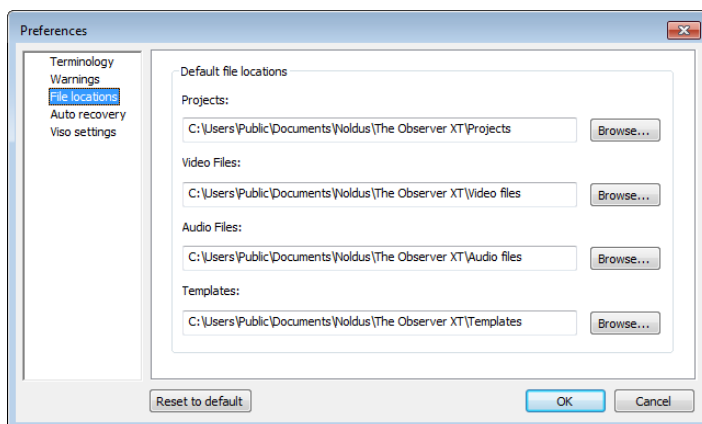 Preferences
Terminology
Warnings
File locations
Auto recovery
Viso settings
Default file locations
Projects:
C:\Users\Public\Documents\Noldus\The Observer XT\Projects
Browse...
Video Files:
C:\Users\Public\Documents\Noldus\The Observer XT\Video files
Browse...
Audio Files:
C:\Users\Public\Documents\Noldus\The Observer XT\Audio files
Browse...
Templates:
C:\Users\Public\Documents\Noldus\The Observer XT\Templates
Browse...
Reset to default
OK
Cancel